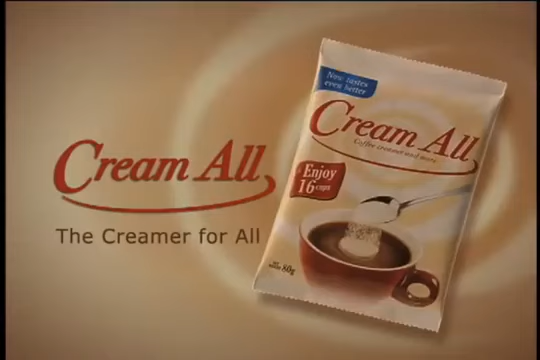 Cream All
The Creamer for All
Now tastes
even better
Cream All
Coffee creamer and more
Enjoy
16 cups
80g